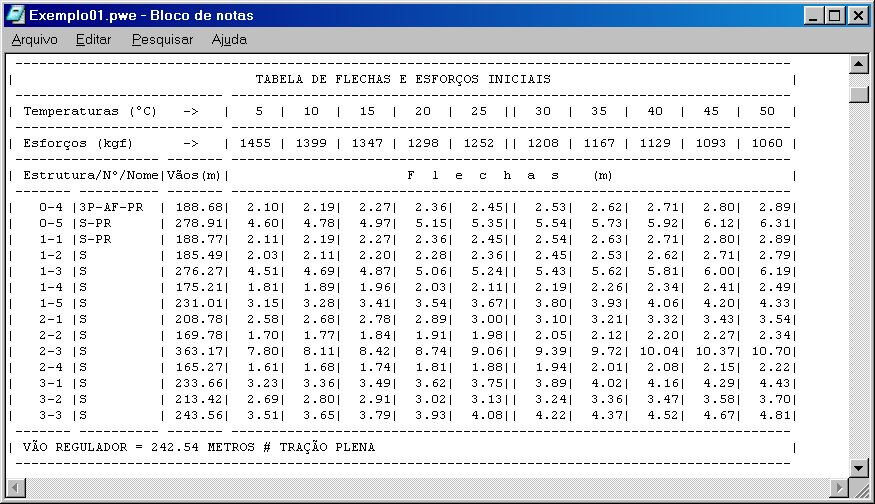 Exemplo01.pwe - Bloco de notas
Arquivo Editar Pesquisar Ajuda
TABELA DE FLECHAS E ESFORÇOS INICIAIS
| Temperaturas (°C) -> | 5 | 10 | 15 | 20 | 25 || 30 | 35 | 40 | 45 | 50 |
| Esforços (kgf) -> | 1455 | 1399 | 1347 | 1298 | 1252 || 1208 | 1167 | 1129 | 1093 | 1060 |
| Estrutura/N°/Nome|Vãos(m)| F l e c h a s (m) |
| 0-4 |3P-AF-PR | 188.68| 2.10| 2.19| 2.27| 2.36| 2.45|| 2.53| 2.62| 2.71| 2.80| 2.89|
| 0-5 |S-PR | 278.91| 4.60| 4.78| 4.97| 5.15| 5.35|| 5.54| 5.73| 5.92| 6.12| 6.31|
| 1-1 |S-PR | 188.77| 2.11| 2.19| 2.27| 2.36| 2.45|| 2.54| 2.63| 2.71| 2.80| 2.89|
| 1-2 |S | 185.49| 2.03| 2.11| 2.20| 2.28| 2.36|| 2.45| 2.53| 2.62| 2.71| 2.79|
| 1-3 |S | 276.27| 4.51| 4.69| 4.87| 5.06| 5.24|| 5.43| 5.62| 5.81| 6.00| 6.19|
| 1-4 |S | 175.21| 1.81| 1.89| 1.96| 2.03| 2.11|| 2.19| 2.26| 2.34| 2.41| 2.49|
| 1-5 |S | 231.01| 3.15| 3.28| 3.41| 3.54| 3.67|| 3.80| 3.93| 4.06| 4.20| 4.33|
| 2-1 |S | 208.78| 2.58| 2.68| 2.78| 2.89| 3.00|| 3.10| 3.21| 3.32| 3.43| 3.54|
| 2-2 |S | 169.78| 1.70| 1.77| 1.84| 1.91| 1.98|| 2.05| 2.12| 2.20| 2.27| 2.34|
| 2-3 |S | 363.17| 7.80| 8.11| 8.42| 8.74| 9.06|| 9.39| 9.72| 10.04| 10.37| 10.70|
| 2-4 |S | 165.27| 1.61| 1.68| 1.74| 1.81| 1.88|| 1.94| 2.01| 2.08| 2.15| 2.22|
| 3-1 |S | 233.66| 3.23| 3.36| 3.49| 3.62| 3.75|| 3.89| 4.02| 4.16| 4.29| 4.43|
| 3-2 |S | 213.42| 2.69| 2.80| 2.91| 3.02| 3.13|| 3.24| 3.36| 3.47| 3.58| 3.70|
| 3-3 |S | 243.56| 3.51| 3.65| 3.79| 3.93| 4.08|| 4.22| 4.37| 4.52| 4.67| 4.81|
| VÃO REGULADOR = 242.54 METROS # TRAÇÃO PLENA |